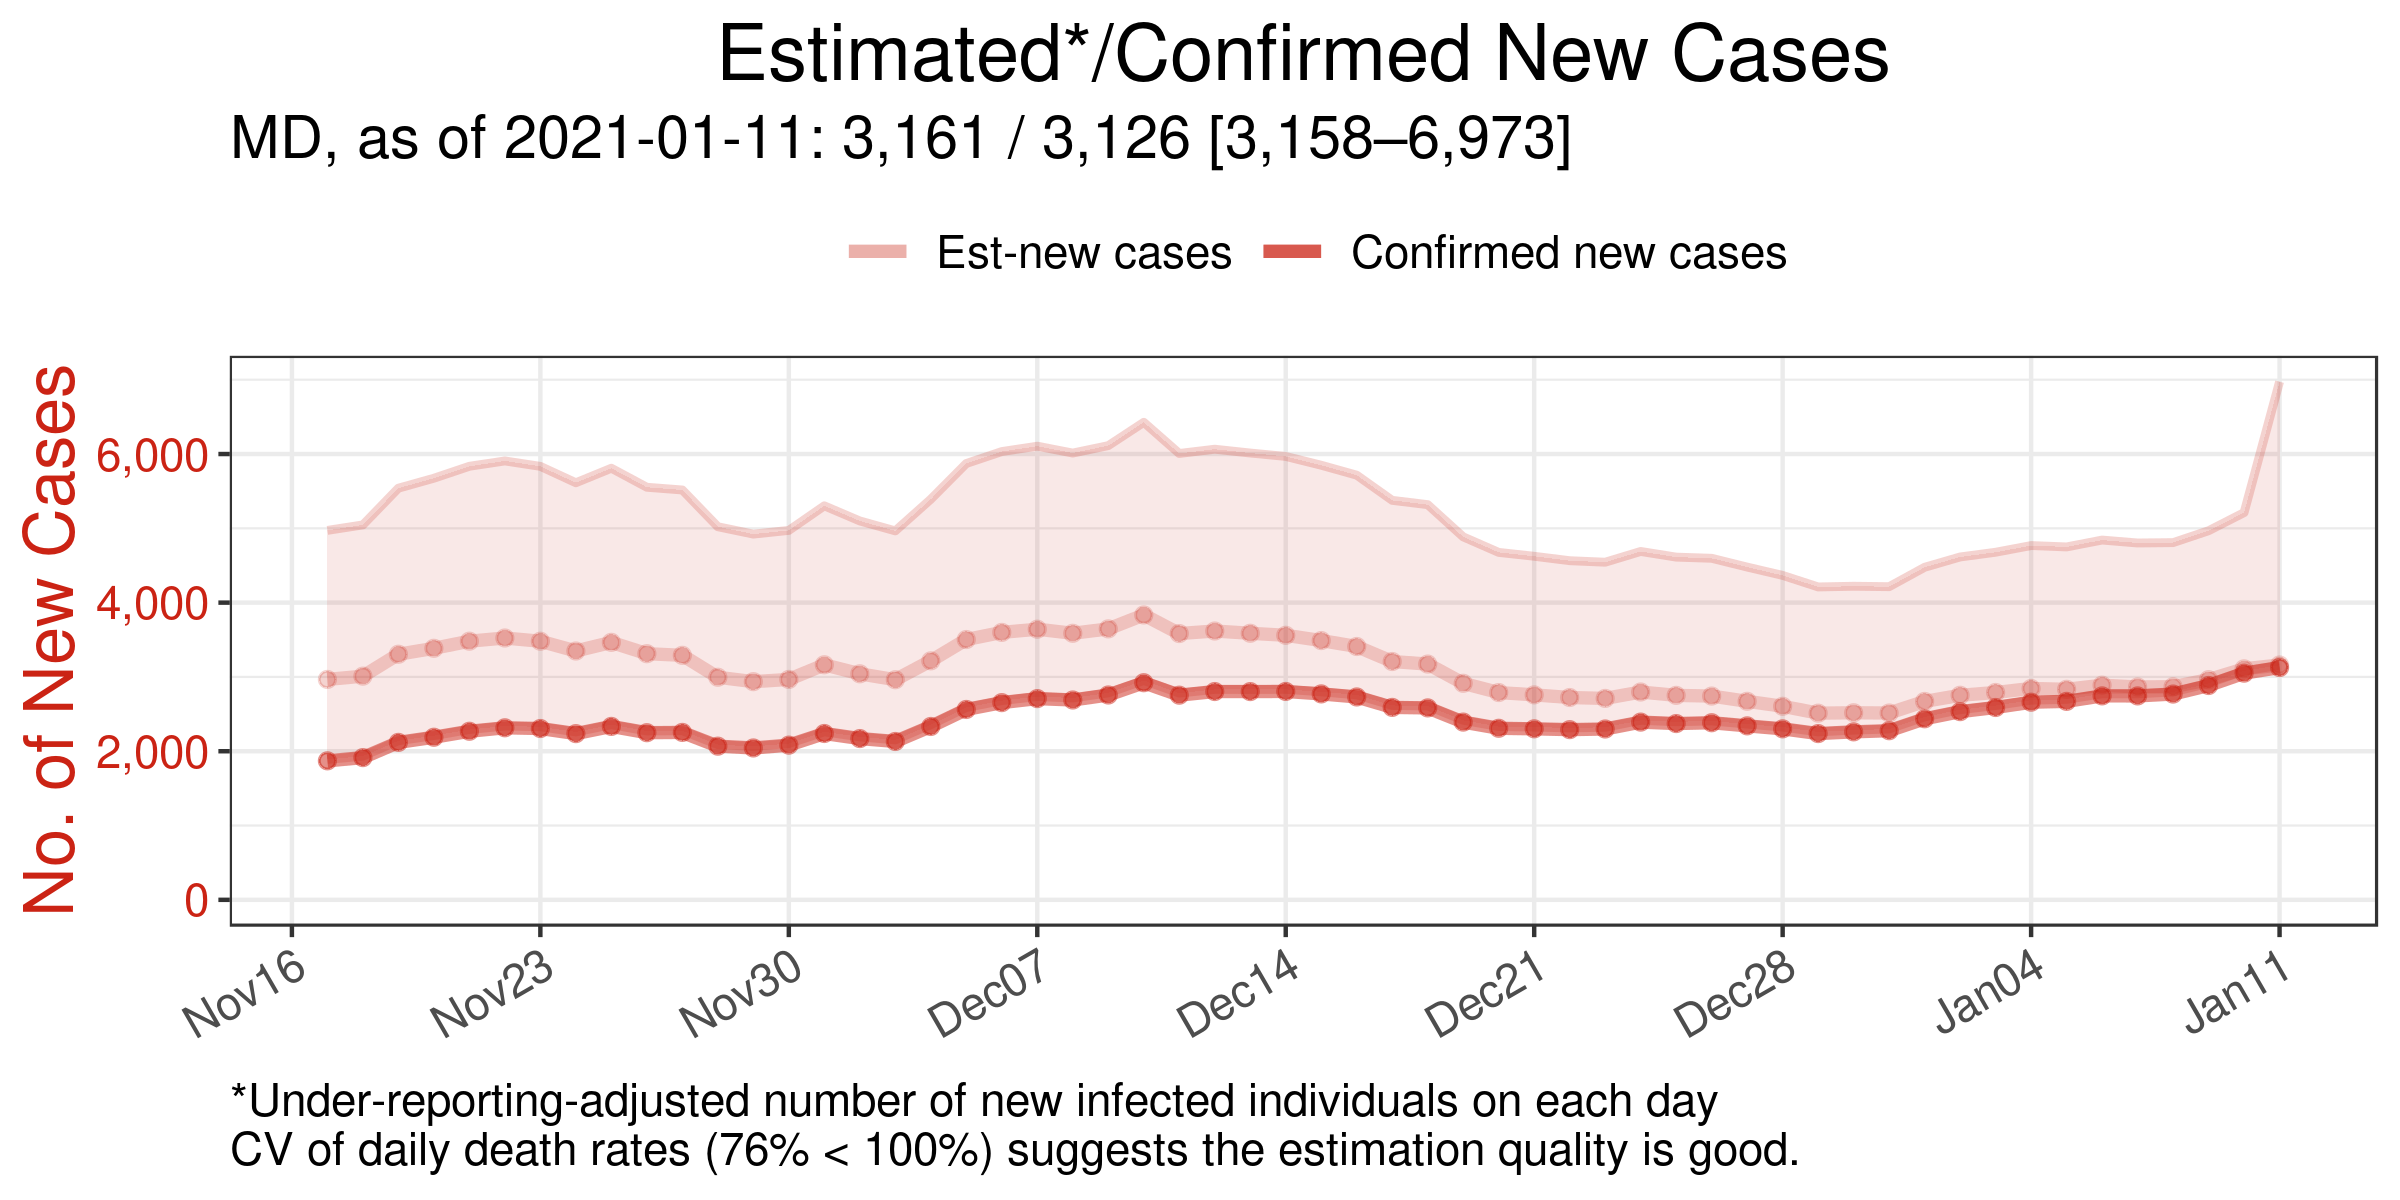 Estimated*/Confirmed New Cases
MD, as of 2021-01-11: 3,161 / 3,126 [3,158–6,973]
Est-new cases
Confirmed new cases
No. of New Cases
6,000
4,000
2,000
0
Nov16
Nov23
Nov30
Dec07
Dec14
Dec21
Dec28
Jan04
Jan11
*Under-reporting-adjusted number of new infected individuals on each day
CV of daily death rates (76% < 100%) suggests the estimation quality is good.